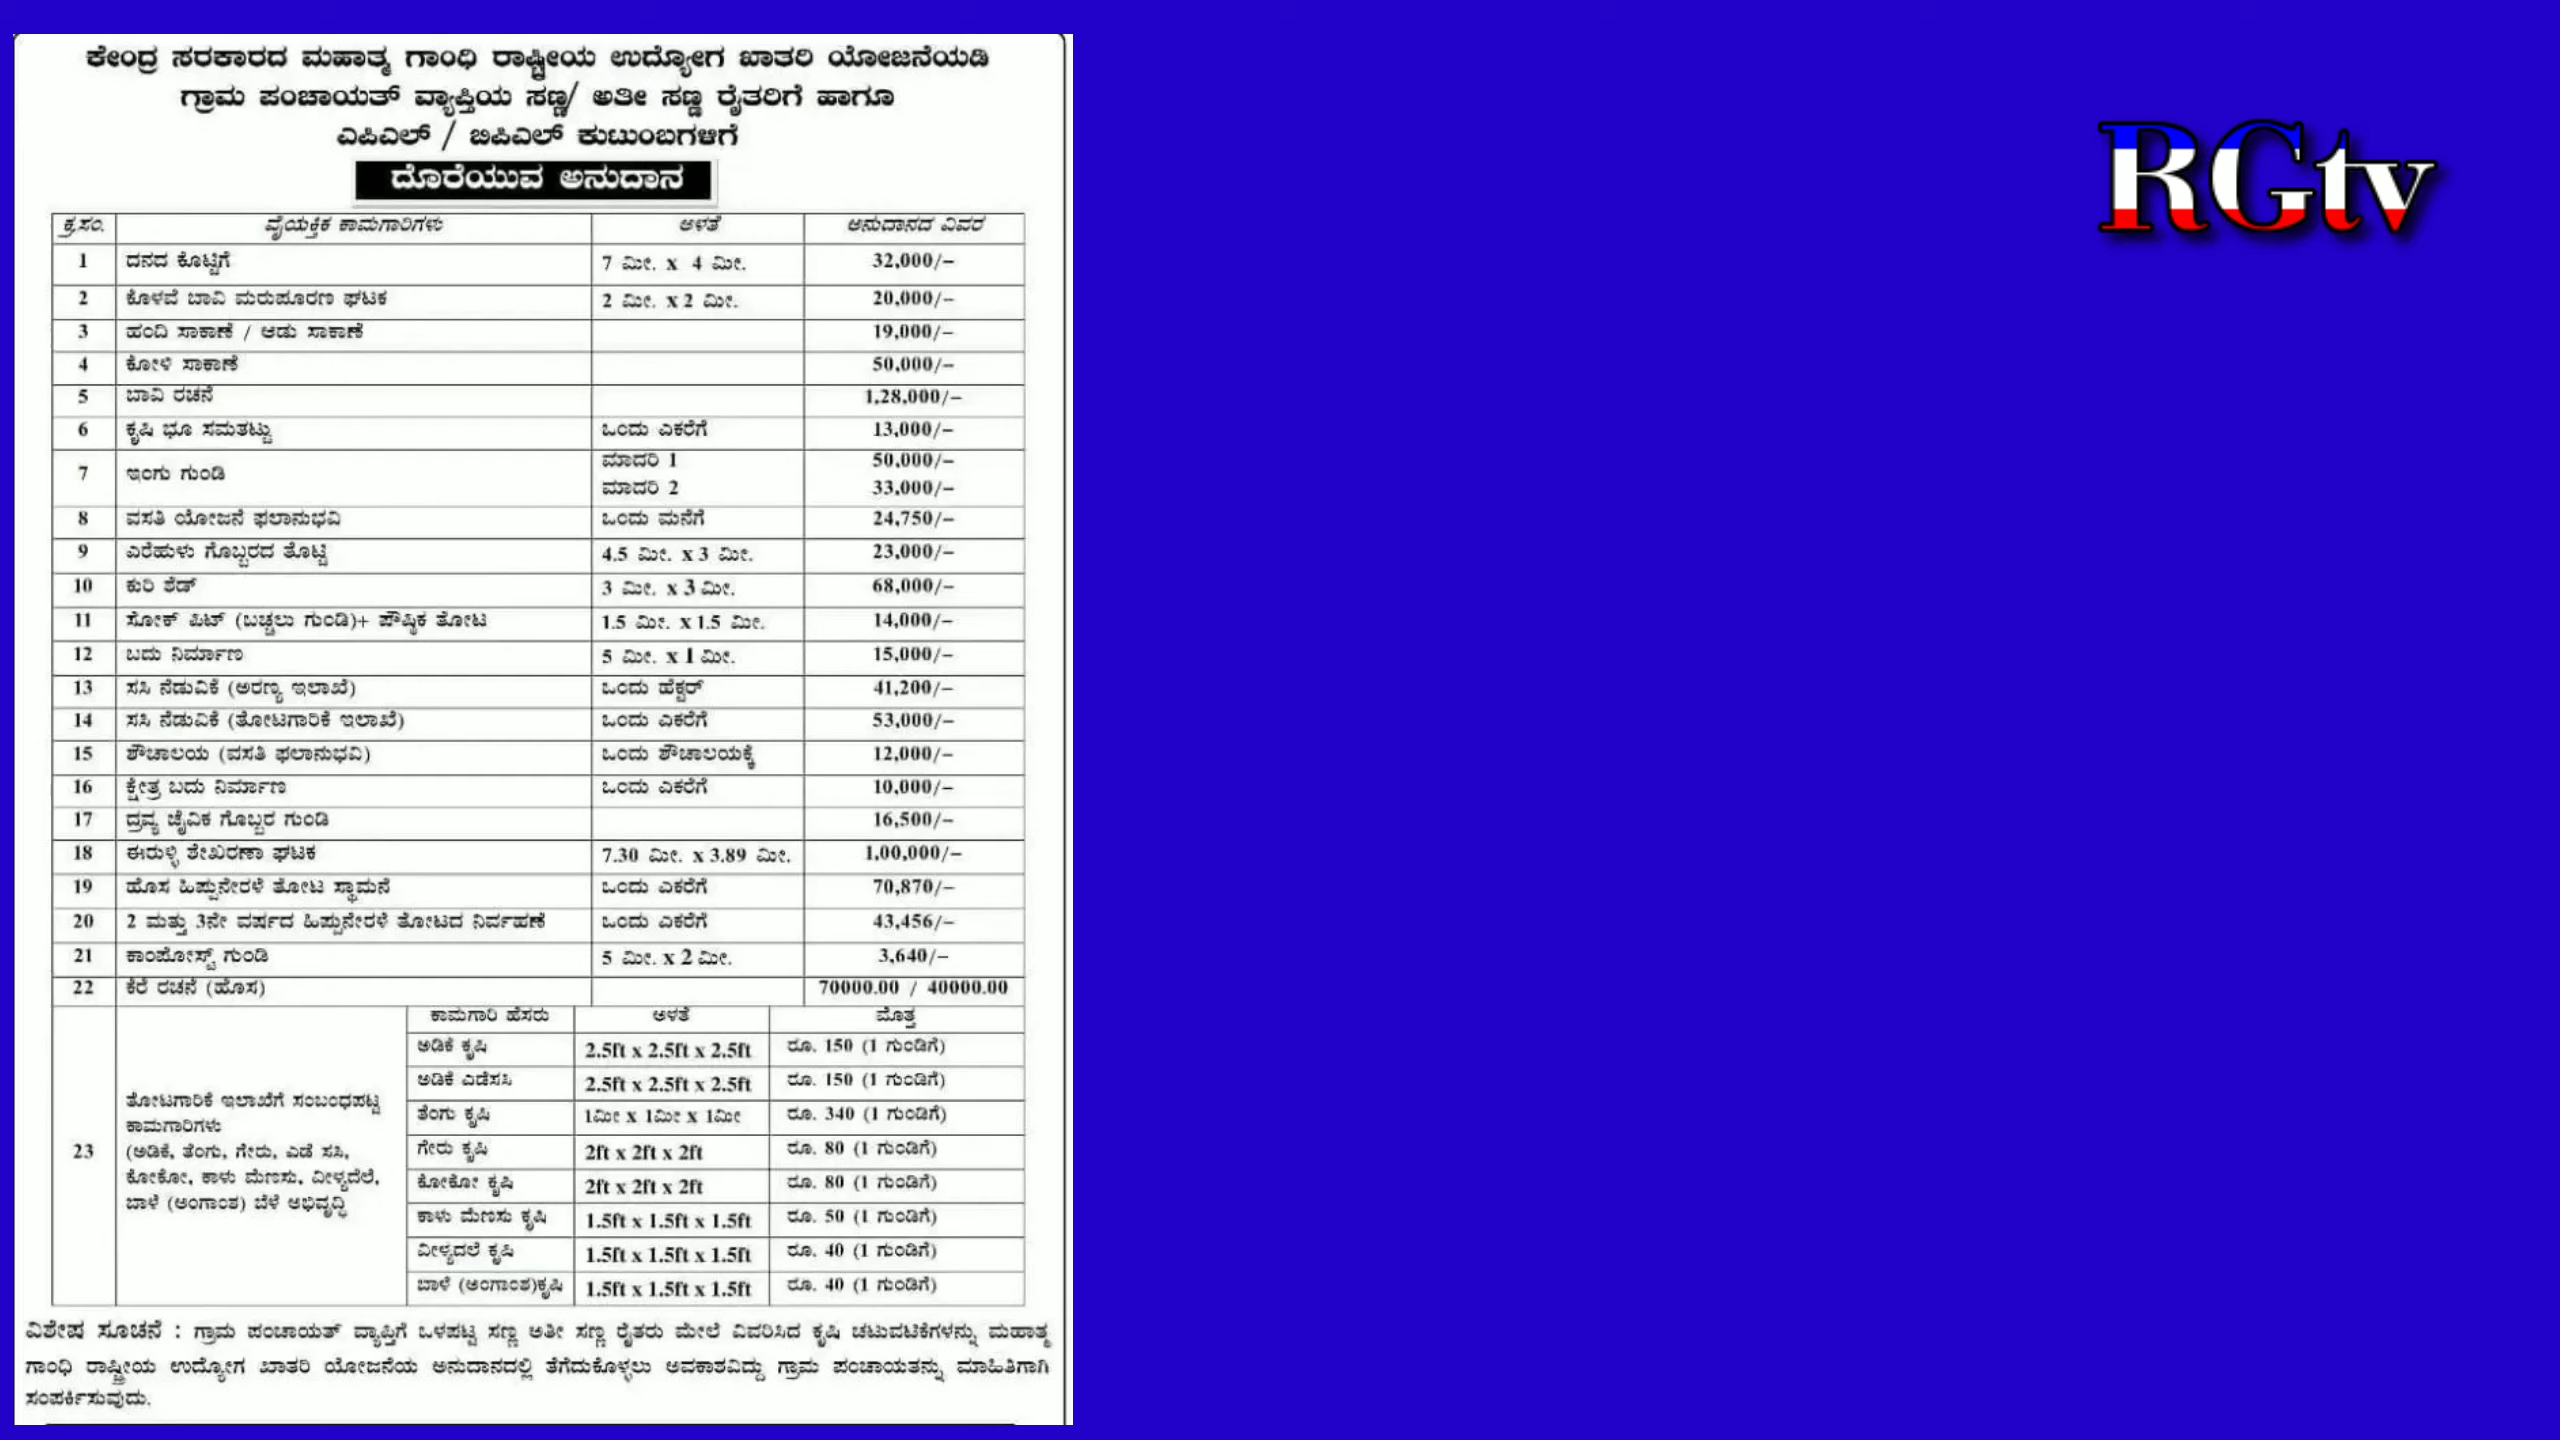 ಕೇಂದ್ರ ಸರಕಾರದ ಮಹಾತ್ಮ ಗಾಂಧಿ ರಾಷ್ಟ್ರೀಯ ಉದ್ಯೋಗ ಖಾತರಿ ಯೋಜನೆಯಡಿ
ಗ್ರಾಮ ಪಂಚಾಯತ್ ವ್ಯಾಪ್ತಿಯ ಸಣ್ಣ/ ಅತೀ ಸಣ್ಣ ರೈತರಿಗೆ ಹಾಗೂ
ಎಪಿಎಲ್ / ಬಿಪಿಎಲ್ ಕುಟುಂಬಗಳಿಗೆ
ದೊರೆಯುವ ಅನುದಾನ
RGtv
ಕ್ರ.ಸಂ. ವೈಯಕ್ತಿಕ ಕಾಮಗಾರಿಗಳು ಅಳತೆ ಅನುದಾನದ ವಿವರ
1 ದನದ ಕೊಟ್ಟಿಗೆ 7 ಮೀ. x 4 ಮೀ. 32,000/–
2 ಕೊಳವೆ ಬಾವಿ ಮರುಪೂರಣ ಘಟಕ 2 ಮೀ. x 2 ಮೀ. 20,000/–
3 ಹಂದಿ ಸಾಕಾಣೆ / ಆಡು ಸಾಕಾಣೆ 19,000/–
4 ಕೋಳಿ ಸಾಕಾಣೆ 50,000/–
5 ಬಾವಿ ರಚನೆ 1,28,000/–
6 ಕೃಷಿ ಭೂ ಸಮತಟ್ಟು ಒಂದು ಎಕರೆಗೆ 13,000/–
7 ಇಂಗು ಗುಂಡಿ ಮಾದರಿ 1 50,000/–
ಮಾದರಿ 2 33,000/–
8 ವಸತಿ ಯೋಜನೆ ಫಲಾನುಭವಿ ಒಂದು ಮನೆಗೆ 24,750/–
9 ಎರೆಹುಳು ಗೊಬ್ಬರದ ತೊಟ್ಟಿ 4.5 ಮೀ. x 3 ಮೀ. 23,000/–
10 ಕುರಿ ಶೆಡ್ 3 ಮೀ. x 3 ಮೀ. 68,000/–
11 ಸೋಕ್ ಪಿಟ್ (ಬಚ್ಚಲು ಗುಂಡಿ)+ ಪೌಷ್ಠಿಕ ತೋಟ 1.5 ಮೀ. x 1.5 ಮೀ. 14,000/–
12 ಬದು ನಿರ್ಮಾಣ 5 ಮೀ. x 1 ಮೀ. 15,000/–
13 ಸಸಿ ನೆಡುವಿಕೆ (ಅರಣ್ಯ ಇಲಾಖೆ) ಒಂದು ಹೆಕ್ಟರ್ 41,200/–
14 ಸಸಿ ನೆಡುವಿಕೆ (ತೋಟಗಾರಿಕೆ ಇಲಾಖೆ) ಒಂದು ಎಕರೆಗೆ 53,000/–
15 ಶೌಚಾಲಯ (ವಸತಿ ಫಲಾನುಭವಿ) ಒಂದು ಶೌಚಾಲಯಕ್ಕೆ 12,000/–
16 ಕ್ಷೇತ್ರ ಬದು ನಿರ್ಮಾಣ ಒಂದು ಎಕರೆಗೆ 10,000/–
17 ದ್ರವ್ಯ ಜೈವಿಕ ಗೊಬ್ಬರ ಗುಂಡಿ 16,500/–
18 ಈರುಳ್ಳಿ ಶೇಖರಣಾ ಘಟಕ 7.30 ಮೀ. x 3.89 ಮೀ. 1,00,000/–
19 ಹೊಸ ಹಿಪ್ಪುನೇರಳೆ ತೋಟ ಸ್ಥಾಮನೆ ಒಂದು ಎಕರೆಗೆ 70,870/–
20 2 ಮತ್ತು 3ನೇ ವರ್ಷದ ಹಿಪ್ಪುನೇರಳೆ ತೋಟದ ನಿರ್ವಹಣೆ ಒಂದು ಎಕರೆಗೆ 43,456/–
21 ಕಾಂಪೋಸ್ಟ್ ಗುಂಡಿ 5 ಮೀ. x 2 ಮೀ. 3,640/–
22 ಕೆರೆ ರಚನೆ (ಹೊಸ) 70000.00 / 40000.00
23 ತೋಟಗಾರಿಕೆ ಇಲಾಖೆಗೆ ಸಂಬಂಧಪಟ್ಟ
ಕಾಮಗಾರಿಗಳು
(ಅಡಿಕೆ, ತೆಂಗು, ಗೇರು, ಎಡೆ ಸಸಿ,
ಕೋಕೋ, ಕಾಳು ಮೆಣಸು, ವೀಳ್ಯದೆಲೆ,
ಬಾಳೆ (ಅಂಗಾಂಶ) ಬೆಳೆ ಅಭಿವೃದ್ಧಿ
ಕಾಮಗಾರಿ ಹೆಸರು ಅಳತೆ ಮೊತ್ತ
ಅಡಿಕೆ ಕೃಷಿ 2.5ft x 2.5ft x 2.5ft ರೂ. 150 (1 ಗುಂಡಿಗೆ)
ಅಡಿಕೆ ಎಡೆಸಸಿ 2.5ft x 2.5ft x 2.5ft ರೂ. 150 (1 ಗುಂಡಿಗೆ)
ತೆಂಗು ಕೃಷಿ 1ಮೀ x 1ಮೀ x 1ಮೀ ರೂ. 340 (1 ಗುಂಡಿಗೆ)
ಗೇರು ಕೃಷಿ 2ft x 2ft x 2ft ರೂ. 80 (1 ಗುಂಡಿಗೆ)
ಕೋಕೋ ಕೃಷಿ 2ft x 2ft x 2ft ರೂ. 80 (1 ಗುಂಡಿಗೆ)
ಕಾಳು ಮೆಣಸು ಕೃಷಿ 1.5ft x 1.5ft x 1.5ft ರೂ. 50 (1 ಗುಂಡಿಗೆ)
ವೀಳ್ಯದಲೆ ಕೃಷಿ 1.5ft x 1.5ft x 1.5ft ರೂ. 40 (1 ಗುಂಡಿಗೆ)
ಬಾಳೆ (ಅಂಗಾಂಶ)ಕೃಷಿ 1.5ft x 1.5ft x 1.5ft ರೂ. 40 (1 ಗುಂಡಿಗೆ)
ವಿಶೇಷ ಸೂಚನೆ : ಗ್ರಾಮ ಪಂಚಾಯತ್ ವ್ಯಾಪ್ತಿಗೆ ಒಳಪಟ್ಟ ಸಣ್ಣ ಅತೀ ಸಣ್ಣ ರೈತರು ಮೇಲೆ ವಿವರಿಸಿದ ಕೃಷಿ ಚಟುವಟಿಕೆಗಳನ್ನು ಮಹಾತ್ಮ
ಗಾಂಧಿ ರಾಷ್ಟ್ರೀಯ ಉದ್ಯೋಗ ಖಾತರಿ ಯೋಜನೆಯ ಅನುದಾನದಲ್ಲಿ ತೆಗೆದುಕೊಳ್ಳಲು ಅವಕಾಶವಿದ್ದು ಗ್ರಾಮ ಪಂಚಾಯತನ್ನು ಮಾಹಿತಿಗಾಗಿ
ಸಂಪರ್ಕಿಸುವುದು.